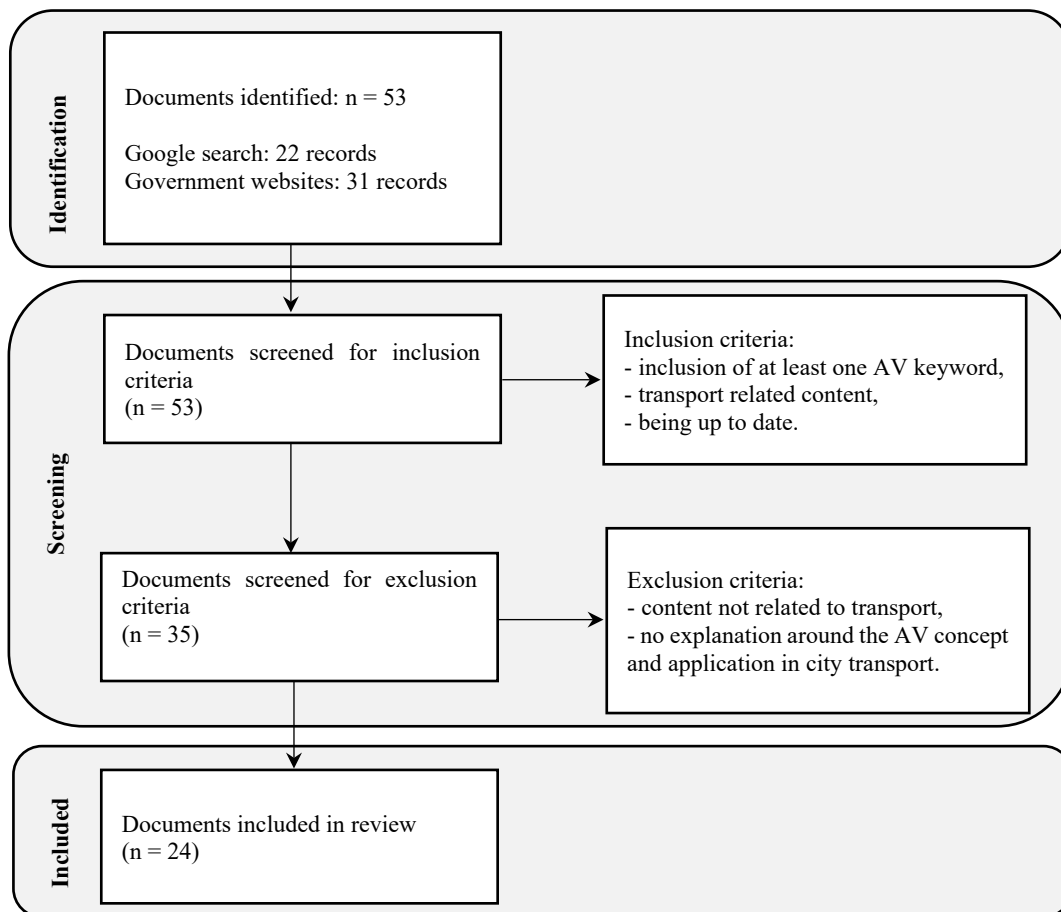 Identification
Documents identified: n = 53
Google search: 22 records
Government websites: 31 records
Screening
Documents screened for inclusion
criteria
(n = 53)
Inclusion criteria:
- inclusion of at least one AV keyword,
- transport related content,
- being up to date.
Documents screened for exclusion
criteria
(n = 35)
Exclusion criteria:
- content not related to transport,
- no explanation around the AV concept
and application in city transport.
Included
Documents included in review
(n = 24)